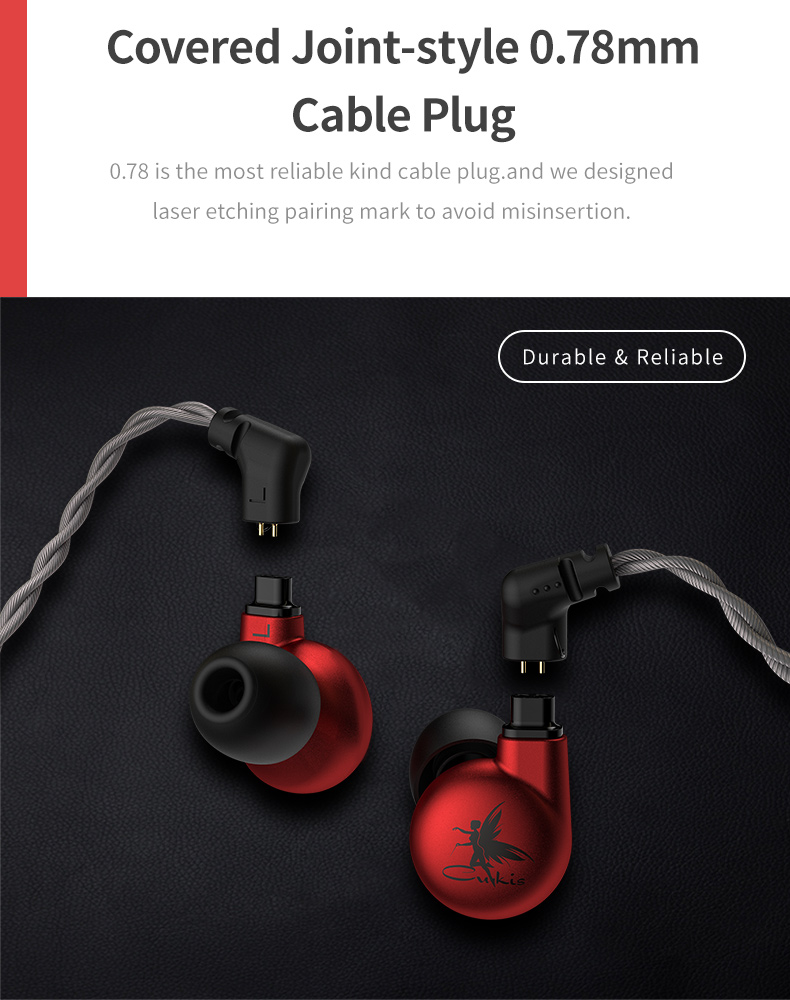 Covered Joint-style 0.78mm
Cable Plug
0.78 is the most reliable kind cable plug.and we designed
laser etching pairing mark to avoid misinsertion.
Durable & Reliable
L
L